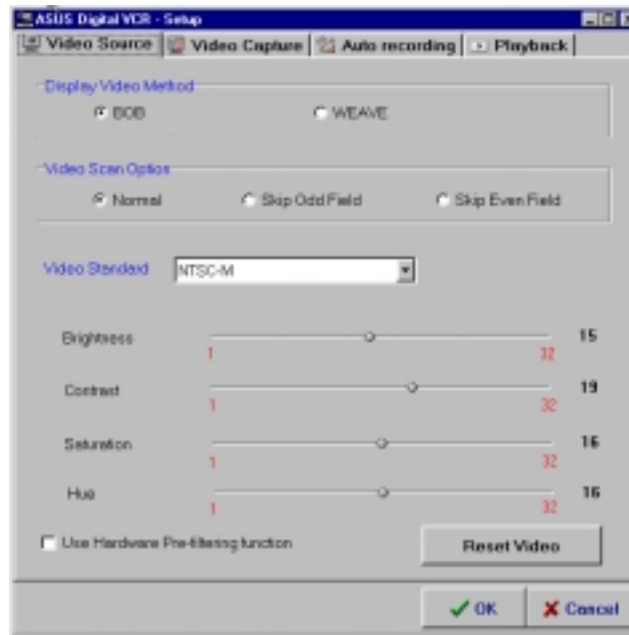 ASUS Digital VCR - Setup
Video Source Video Capture Auto recording Playback
Display Video Method
BOB WEAVE
Video Scan Option
Normal Skip Odd Field Skip Even Field
Video Standard NTSC-M
Brightness 15
1 32
Contrast 19
1 32
Saturation 16
1 32
Hue 16
1 32
Use Hardware Pre-filtering function Reset Video
OK Cancel